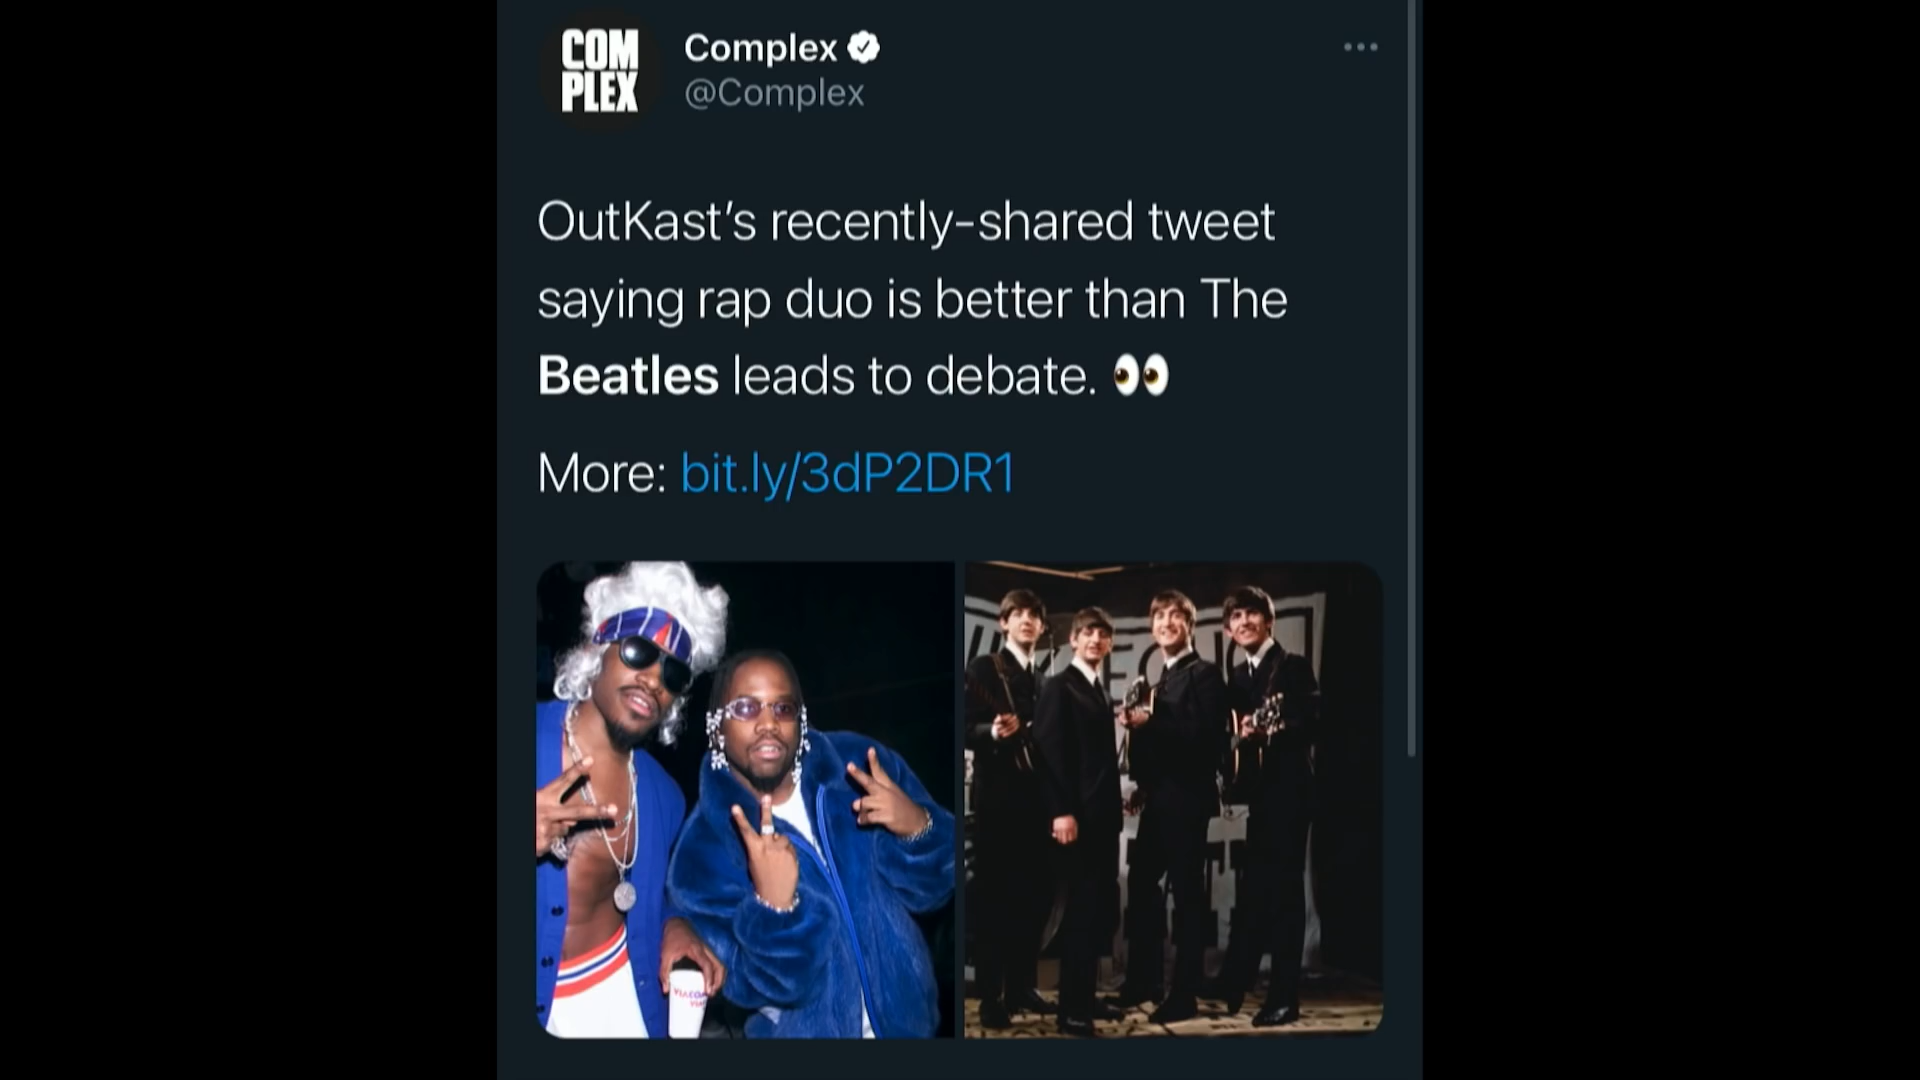 COM
PLEX
Complex
@Complex
OutKast’s recently-shared tweet
saying rap duo is better than The
Beatles leads to debate. 👀
More: bit.ly/3dP2DR1